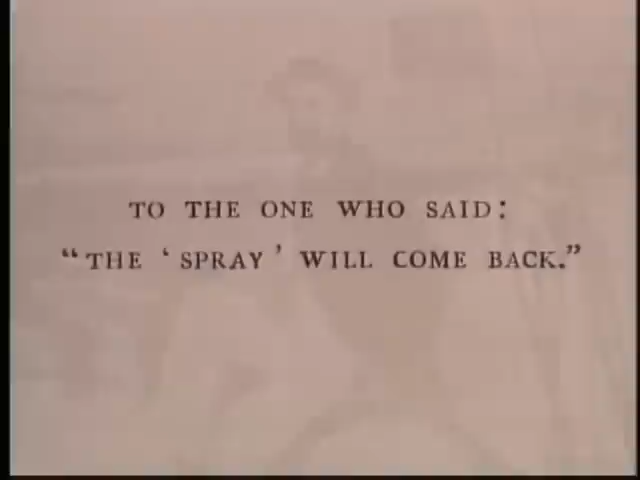 TO THE ONE WHO SAID:
“THE ‘SPRAY’ WILL COME BACK.”